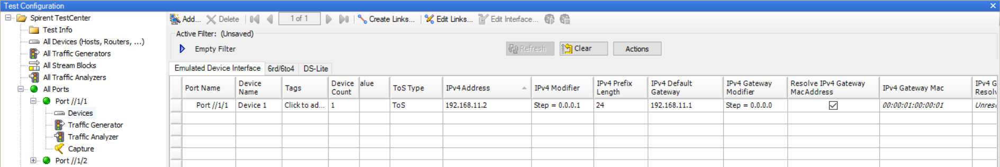 Test Configuration
Spirent TestCenter
Test Info
All Devices (Hosts, Routers, ...)
All Traffic Generators
All Stream Blocks
All Traffic Analyzers
All Ports
Port //1/1
Devices
Traffic Generator
Traffic Analyzer
Capture
Port //1/2
Add... Delete 1 of 1 Create Links... Edit Links... Edit Interface...
Active Filter: (Unsaved)
Empty Filter Refresh Clear Actions
Emulated Device Interface 6rd/6to4 DS-Lite
Port Name Device Name Tags Device Count alue ToS Type IPv4 Address IPv4 Modifier IPv4 Prefix Length IPv4 Default Gateway IPv4 Gateway Modifier Resolve IPv4 Gateway MacAddress IPv4 Gateway Mac IPv4 G Resolv
Port //1/1 Device 1 Click to ad... 1 ToS 192.168.11.2 Step = 0.0.0.1 24 192.168.11.1 Step = 0.0.0.0 00:00:01:00:00:01 Unres